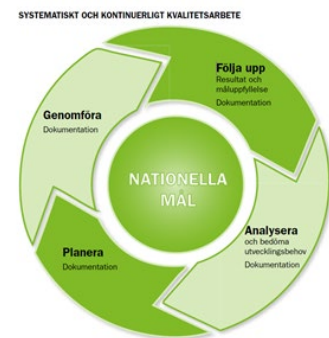 SYSTEMATISKT OCH KONTINUERLIGT KVALITETSARBETE
Följa upp
Resultat och
måluppfyllelse
Dokumentation
Analysera
och bedöma
utvecklingsbehov
Dokumentation
Planera
Dokumentation
Genomföra
Dokumentation
NATIONELLA
MÅL